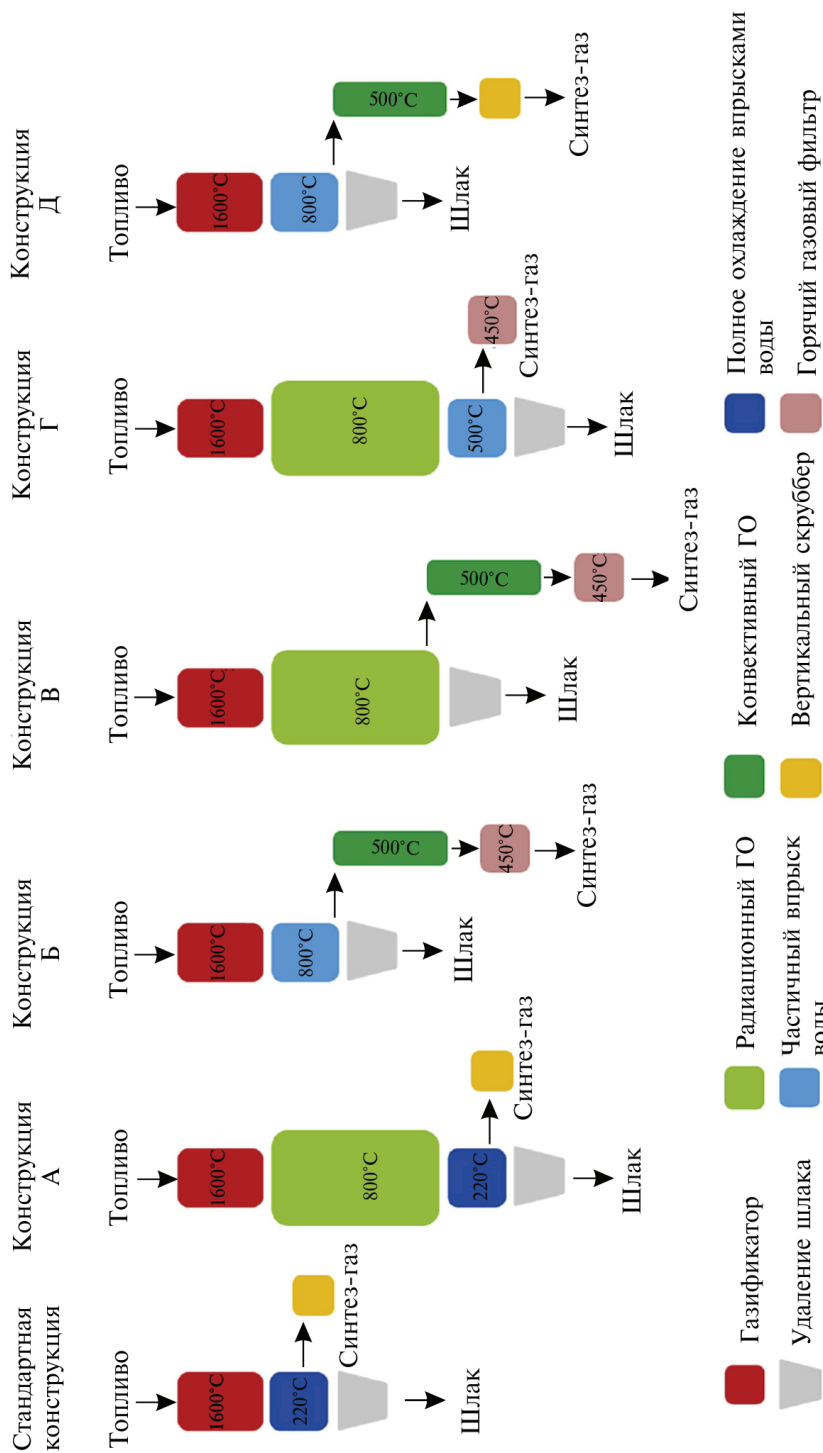 Стандартная
конструкция
Топливо
1600°C
220°C
Синтез-газ
Шлак
Конструкция
А
Топливо
1600°C
800°C
220°C
Синтез-газ
Шлак
Конструкция
Б
Топливо
1600°C
800°C
500°C
450°C
Синтез-газ
Шлак
Конструкция
В
Топливо
1600°C
800°C
500°C
450°C
Синтез-газ
Шлак
Конструкция
Г
Топливо
1600°C
800°C
500°C
450°C
Синтез-газ
Шлак
Конструкция
Д
Топливо
1600°C
800°C
500°C
Синтез-газ
Шлак
Газификатор
Радиационный ГО
Конвективный ГО
Полное охлаждение впрысками
воды
Удаление шлака
Частичный впрыск
воды
Вертикальный скруббер
Горячий газовый фильтр